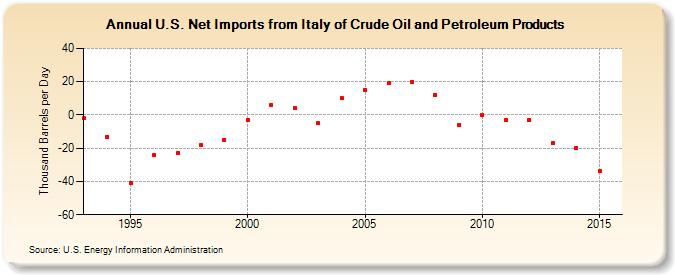 Annual U.S. Net Imports from Italy of Crude Oil and Petroleum Products
Thousand Barrels per Day
40
20
0
-20
-40
-60
1995 2000 2005 2010 2015
Source: U.S. Energy Information Administration